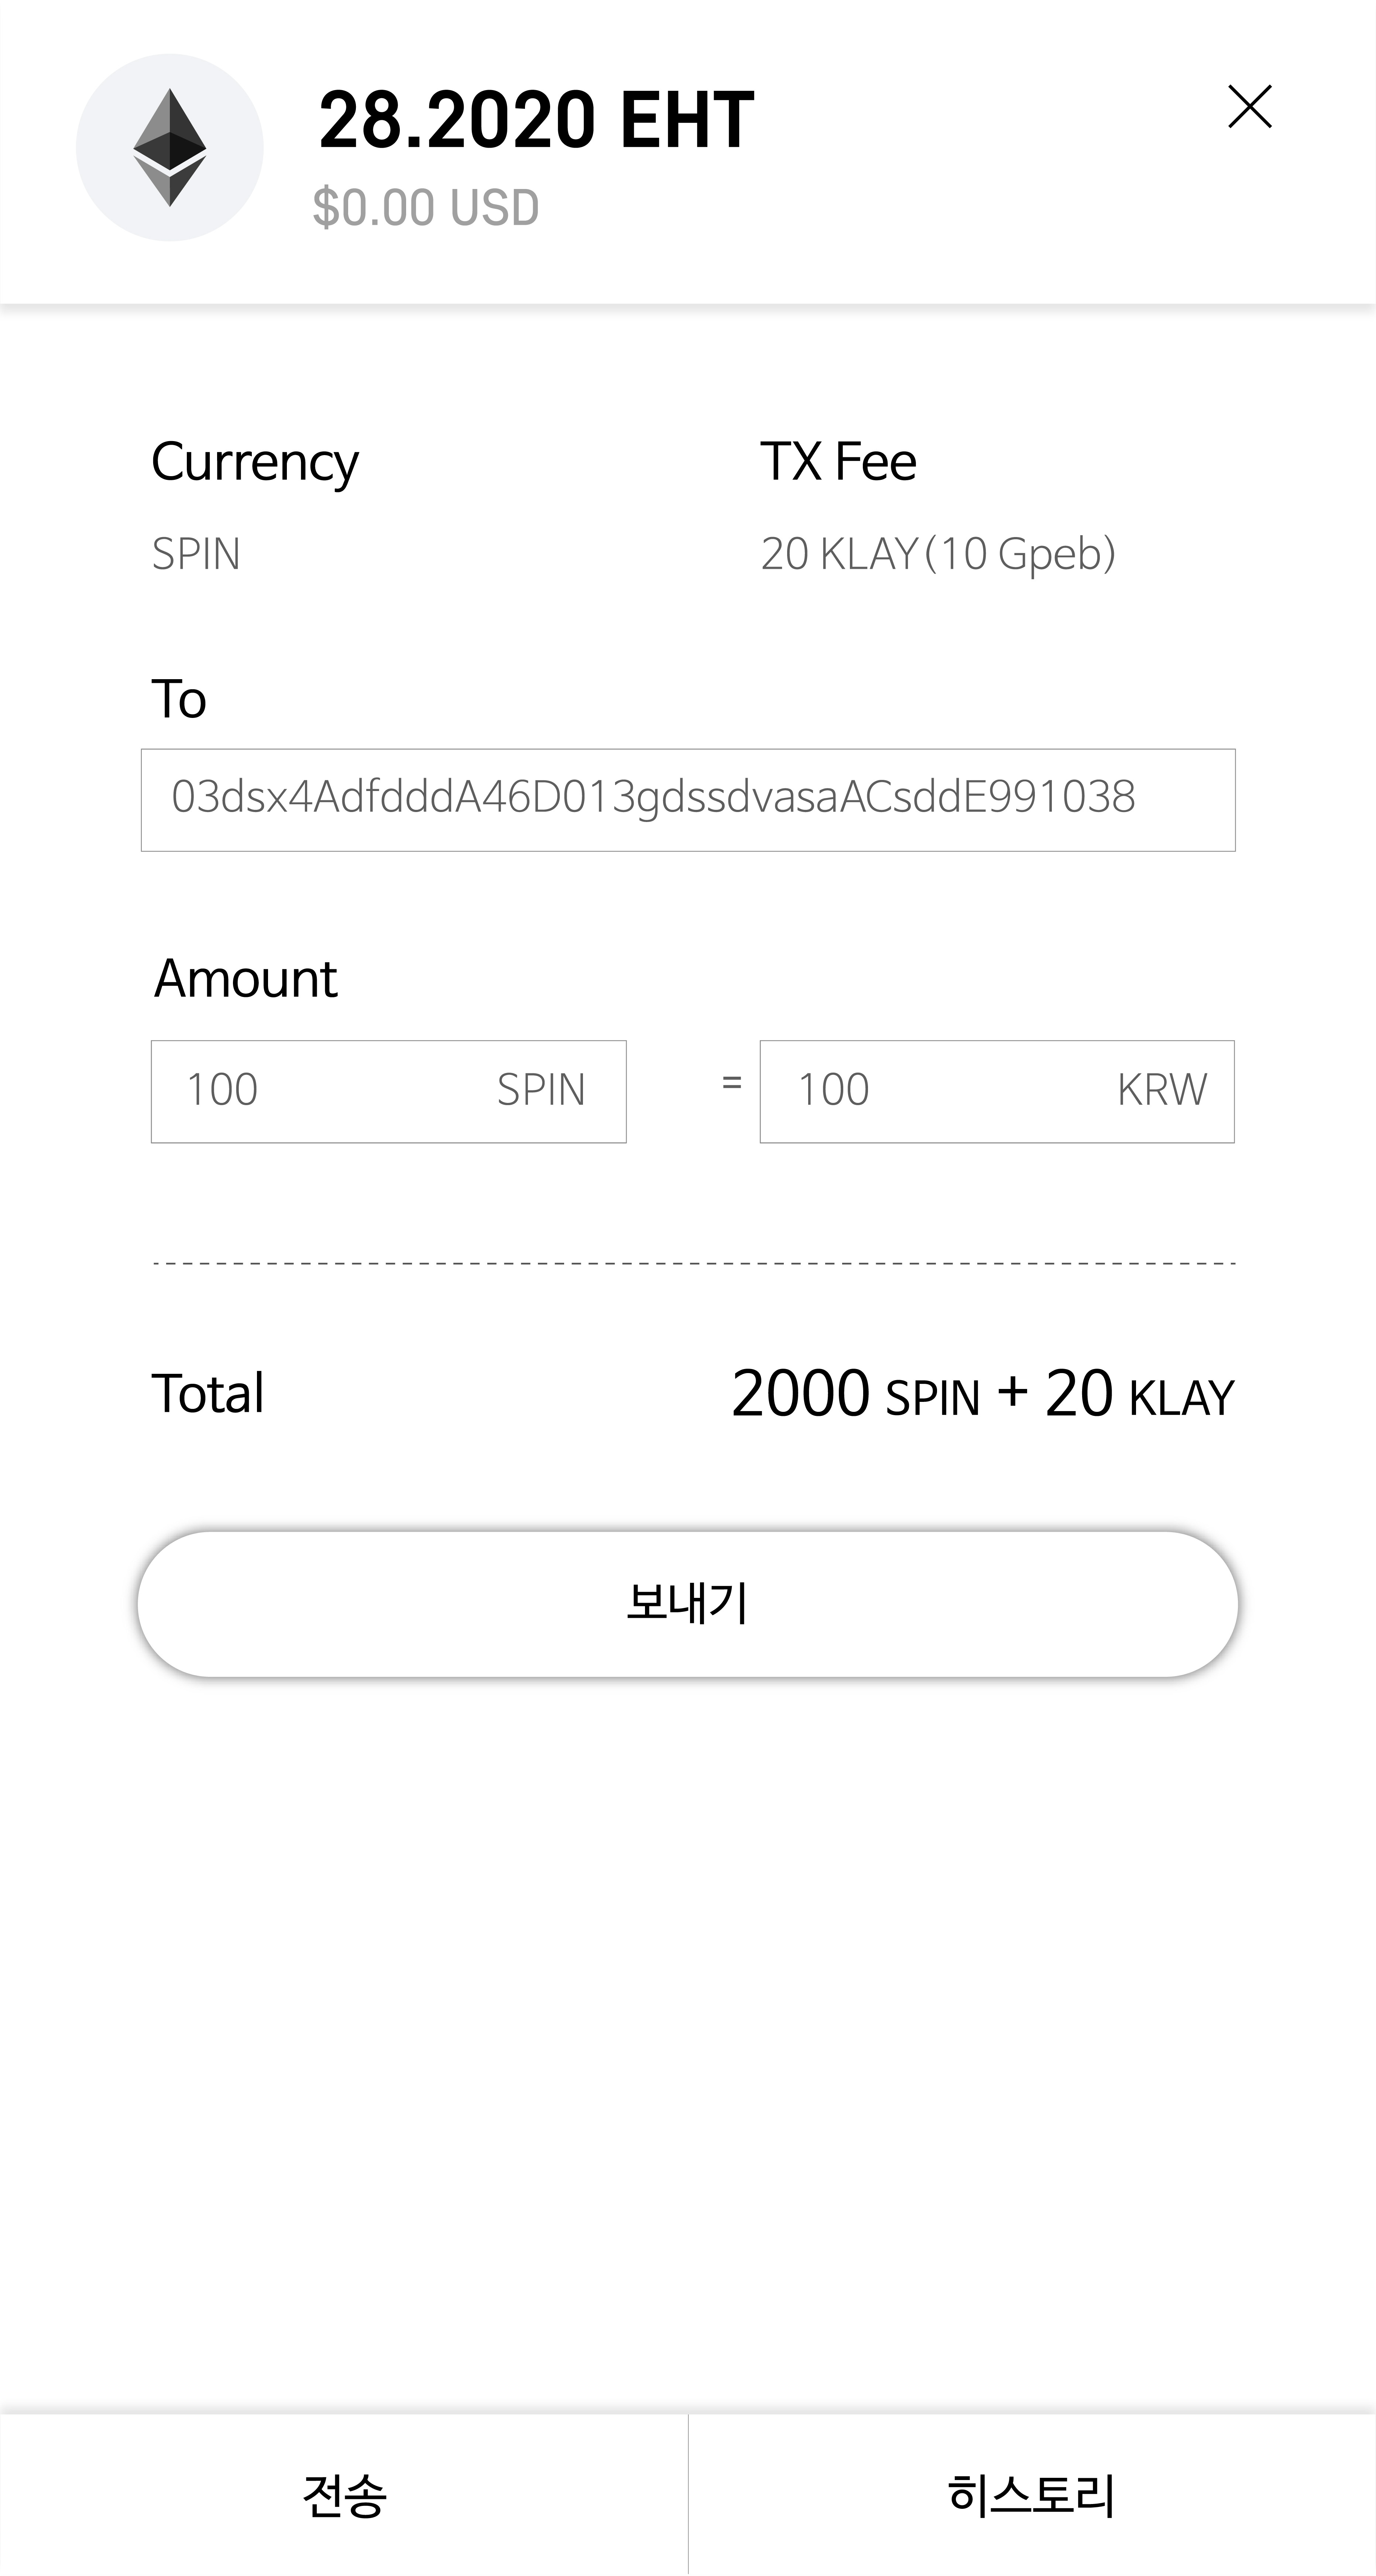 28.2020 EHT
$0.00 USD
Currency
TX Fee
SPIN
20 KLAY(10 Gpeb)
To
03dsx4AdfdddA46D013gdssdvasaACsddE991038
Amount
100 SPIN = 100 KRW
Total 2000 SPIN + 20 KLAY
보내기
전송
히스토리